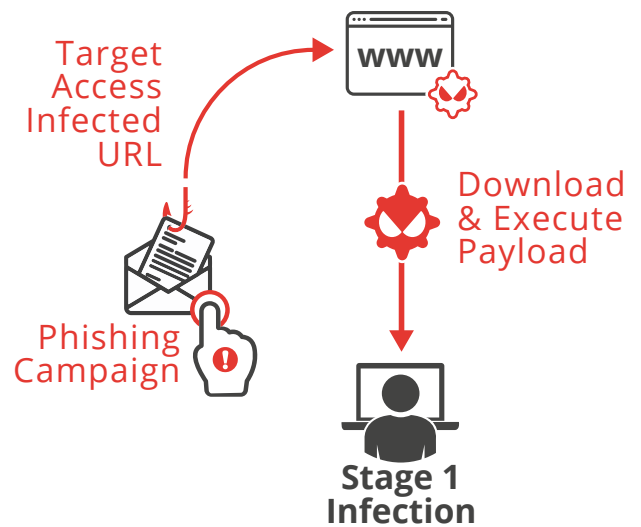 Target
Access
Infected
URL
www
Download
& Execute
Payload
Phishing
Campaign
!
Stage 1
Infection